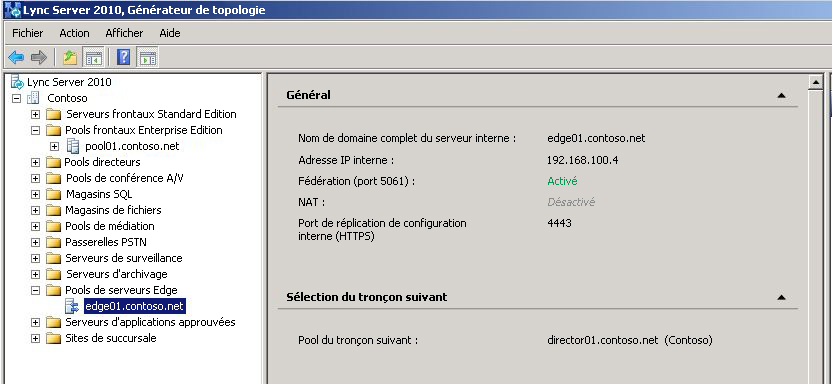 Lync Server 2010, Générateur de topologie
Fichier Action Afficher Aide
Lync Server 2010
Contoso
Serveurs frontaux Standard Edition
Pools frontaux Enterprise Edition
pool01.contoso.net
Pools directeurs
Pools de conférence A/V
Magasins SQL
Magasins de fichiers
Pools de médiation
Passerelles PSTN
Serveurs de surveillance
Serveurs d'archivage
Pools de serveurs Edge
edge01.contoso.net
Serveurs d'applications approuvées
Sites de succursale
Général
Nom de domaine complet du serveur interne : edge01.contoso.net
Adresse IP interne : 192.168.100.4
Fédération (port 5061) : Activé
NAT : Désactivé
Port de réplication de configuration 4443
interne (HTTPS)
Sélection du tronçon suivant
Pool du tronçon suivant : director01.contoso.net (Contoso)